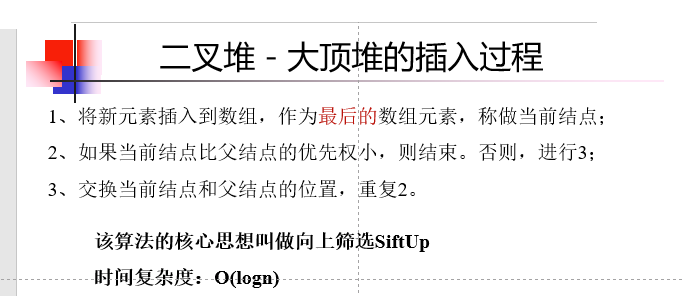 二叉堆－大顶堆的插入过程
1、将新元素插入到数组，作为最后的数组元素，称做当前结点；
2、如果当前结点比父结点的优先权小，则结束。否则，进行3；
3、交换当前结点和父结点的位置，重复2。
该算法的核心思想叫做向上筛选SiftUp
时间复杂度：O(logn)